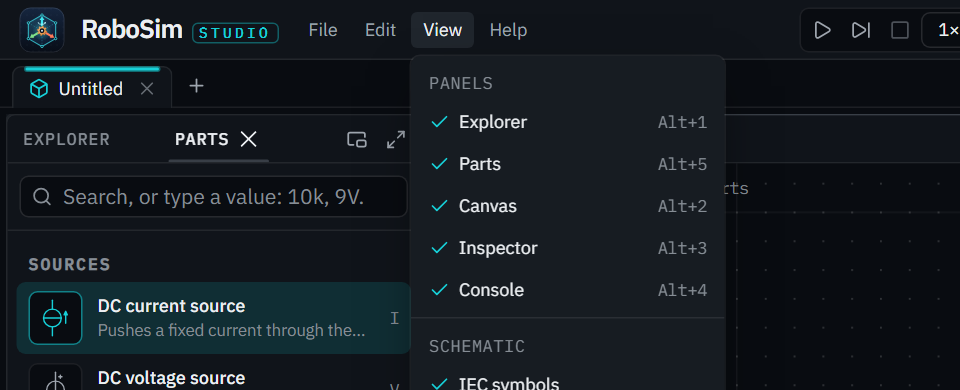 RoboSim STUDIO File Edit View Help 1×
Untitled
PANELS
Explorer Alt+1
Parts Alt+5
Canvas Alt+2
Inspector Alt+3
Console Alt+4
SCHEMATIC
IEC symbols
EXPLORER PARTS
Search, or type a value: 10k, 9V.
SOURCES
DC current source
Pushes a fixed current through the... I
DC voltage source
V
rts